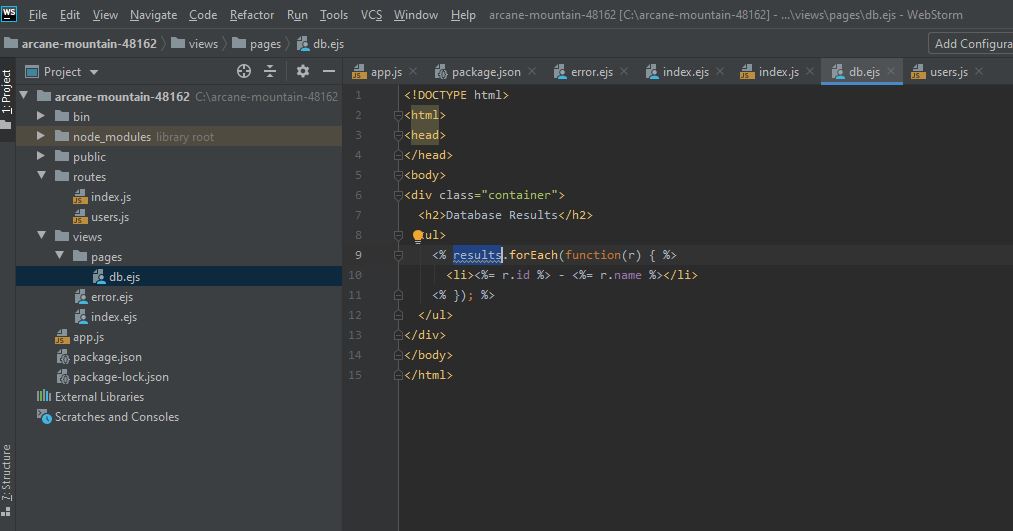 WS File Edit View Navigate Code Refactor Run Tools VCS Window Help arcane-mountain-48162 [C:\arcane-mountain-48162] - ...\views\pages\db.ejs - WebStorm
arcane-mountain-48162 views pages db.ejs Add Configura
1: Project
Project
app.js package.json error.ejs index.ejs index.js db.ejs users.js
arcane-mountain-48162 C:\arcane-mountain-48162
bin
node_modules library root
public
routes
index.js
users.js
views
pages
db.ejs
error.ejs
index.ejs
app.js
package.json
package-lock.json
External Libraries
Scratches and Consoles
7: Structure
1 <!DOCTYPE html>
2 <html>
3 <head>
4 </head>
5 <body>
6 <div class="container">
7 <h2>Database Results</h2>
8 ul>
9 <% results.forEach(function(r) { %>
10 <li><%= r.id %> - <%= r.name %></li>
11 <% }); %>
12 </ul>
13 </div>
14 </body>
15 </html>